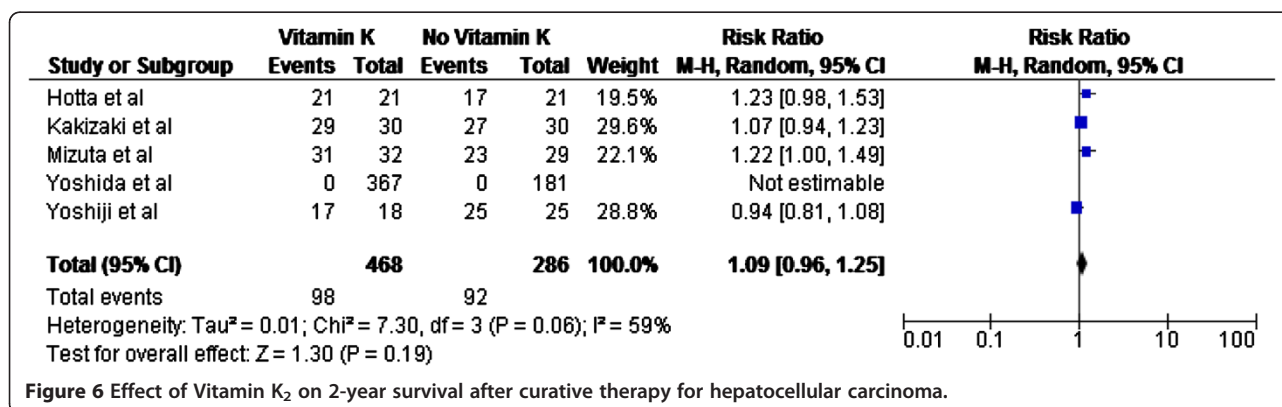 Vitamin K No Vitamin K Risk Ratio Risk Ratio
Study or Subgroup Events Total Events Total Weight M-H, Random, 95% CI M-H, Random, 95% CI
Hotta et al 21 21 17 21 19.5% 1.23 [0.98, 1.53]
Kakizaki et al 29 30 27 30 29.6% 1.07 [0.94, 1.23]
Mizuta et al 31 32 23 29 22.1% 1.22 [1.00, 1.49]
Yoshida et al 0 367 0 181 Not estimable
Yoshiji et al 17 18 25 25 28.8% 0.94 [0.81, 1.08]
Total (95% CI) 468 286 100.0% 1.09 [0.96, 1.25]
Total events 98 92
Heterogeneity: Tau² = 0.01; Chi² = 7.30, df = 3 (P = 0.06); I² = 59%
Test for overall effect: Z = 1.30 (P = 0.19)
0.01 0.1 1 10 100
Figure 6 Effect of Vitamin K₂ on 2-year survival after curative therapy for hepatocellular carcinoma.